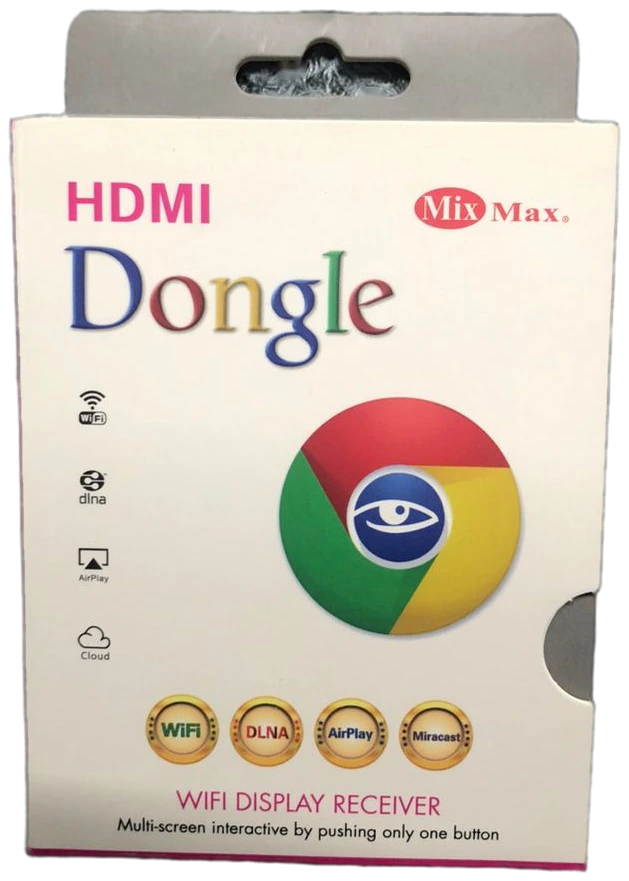 HDMI
Mix Max®
Dongle
WiFi
dlna
AirPlay
Cloud
WiFi
DLNA
AirPlay
Miracast
WIFI DISPLAY RECEIVER
Multi-screen interactive by pushing only one button